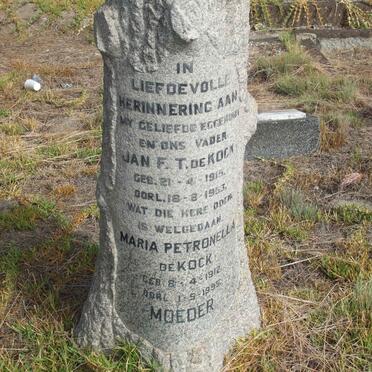 IN
LIEFDEVOLLE
HERINNERING AAN
MY GELIEFDE EGGENOOT
EN ONS VADER
JAN F. T. DE KOCK
GEB. 21-4-1915.
OORL. 18-8-1953.
WAT DIE HERE DOEN
IS WELGEDAAN.
MARIA PETRONELLA
DE KOCK
GEB 8-4-1912
OORL 1-5-1995
MOEDER